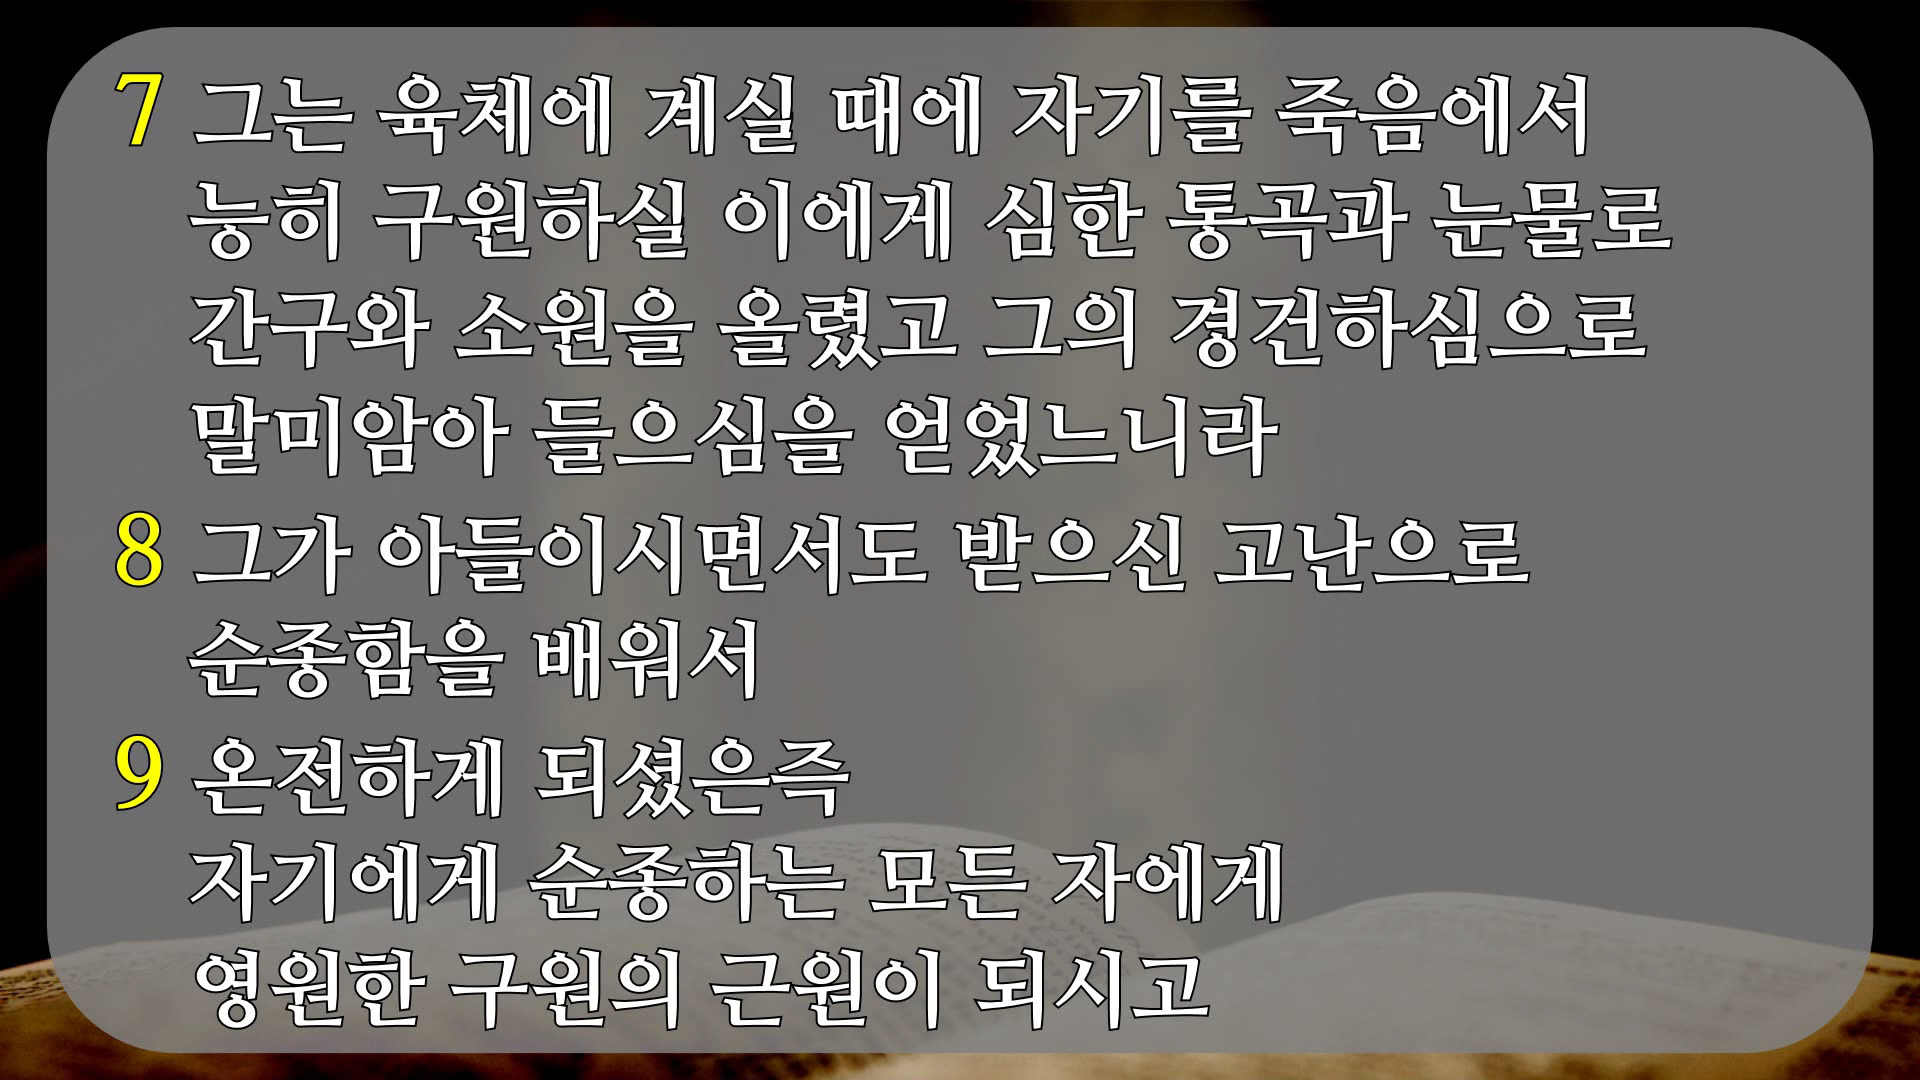 7 그는 육체에 계실 때에 자기를 죽음에서
능히 구원하실 이에게 심한 통곡과 눈물로
간구와 소원을 올렸고 그의 경건하심으로
말미암아 들으심을 얻었느니라
8 그가 아들이시면서도 받으신 고난으로
순종함을 배워서
9 온전하게 되셨은즉
자기에게 순종하는 모든 자에게
영원한 구원의 근원이 되시고